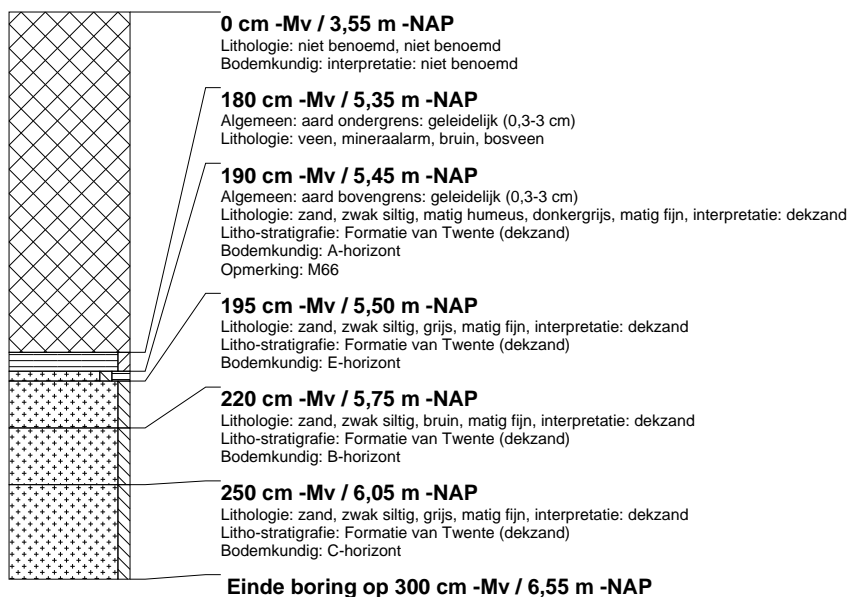 0 cm -Mv / 3,55 m -NAP
Lithologie: niet benoemd, niet benoemd
Bodemkundig: interpretatie: niet benoemd
180 cm -Mv / 5,35 m -NAP
Algemeen: aard ondergrens: geleidelijk (0,3-3 cm)
Lithologie: veen, mineraalarm, bruin, bosveen
190 cm -Mv / 5,45 m -NAP
Algemeen: aard bovengrens: geleidelijk (0,3-3 cm)
Lithologie: zand, zwak siltig, matig humeus, donkergrijs, matig fijn, interpretatie: dekzand
Litho-stratigrafie: Formatie van Twente (dekzand)
Bodemkundig: A-horizont
Opmerking: M66
195 cm -Mv / 5,50 m -NAP
Lithologie: zand, zwak siltig, grijs, matig fijn, interpretatie: dekzand
Litho-stratigrafie: Formatie van Twente (dekzand)
Bodemkundig: E-horizont
220 cm -Mv / 5,75 m -NAP
Lithologie: zand, zwak siltig, bruin, matig fijn, interpretatie: dekzand
Litho-stratigrafie: Formatie van Twente (dekzand)
Bodemkundig: B-horizont
250 cm -Mv / 6,05 m -NAP
Lithologie: zand, zwak siltig, grijs, matig fijn, interpretatie: dekzand
Litho-stratigrafie: Formatie van Twente (dekzand)
Bodemkundig: C-horizont
Einde boring op 300 cm -Mv / 6,55 m -NAP